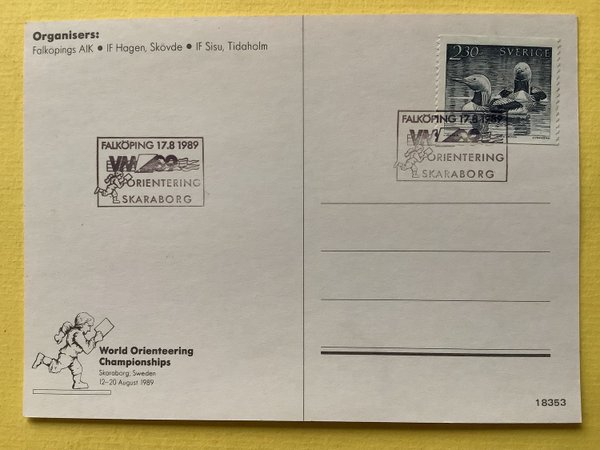 Organisers:
Falköpings AIK • IF Hagen, Skövde • IF Sisu, Tidaholm
2.30 SVERIGE
FALKÖPING 17.8 1989
VM
ORIENTERING
SKARABORG
FALKÖPING 17.8 1989
VM
ORIENTERING
SKARABORG
World Orienteering
Championships
Skaraborg, Sweden
12–20 August 1989
18353